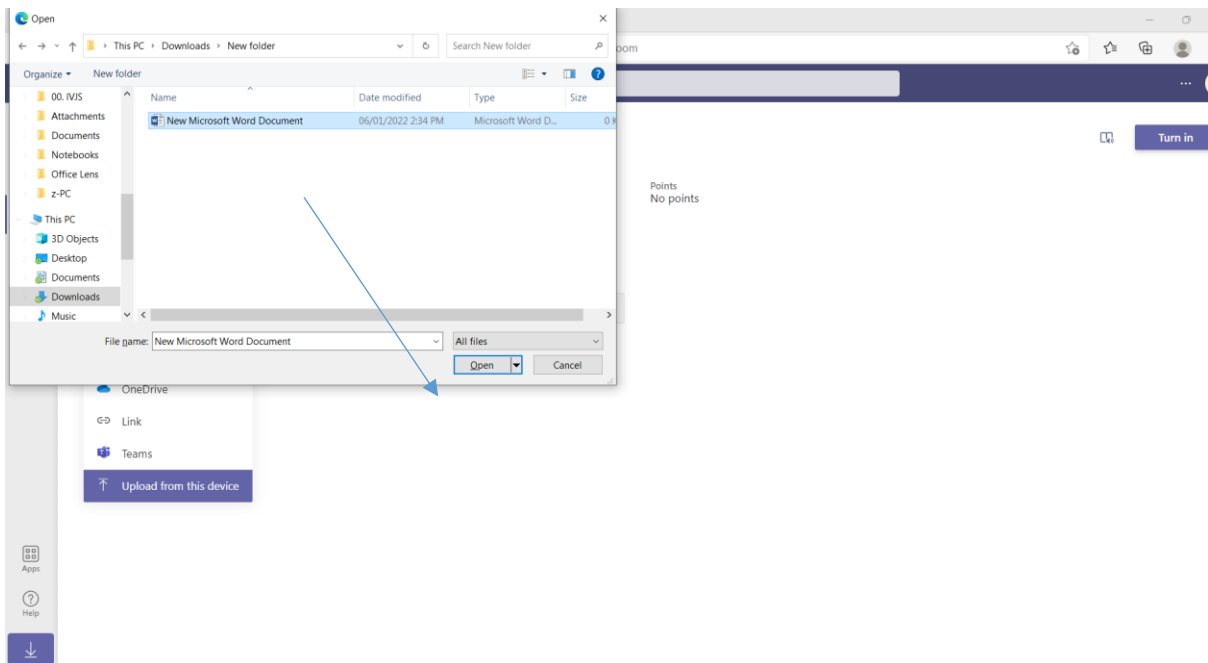 Open
This PC › Downloads › New folder
Search New folder
oom
Organize
New folder
00. IVJS
Attachments
Documents
Notebooks
Office Lens
z-PC
This PC
3D Objects
Desktop
Documents
Downloads
Music
Name Date modified Type Size
New Microsoft Word Document 06/01/2022 2:34 PM Microsoft Word D... 0 K
File name: New Microsoft Word Document
All files
Open
Cancel
Turn in
Points
No points
OneDrive
Link
Teams
Upload from this device
Apps
Help